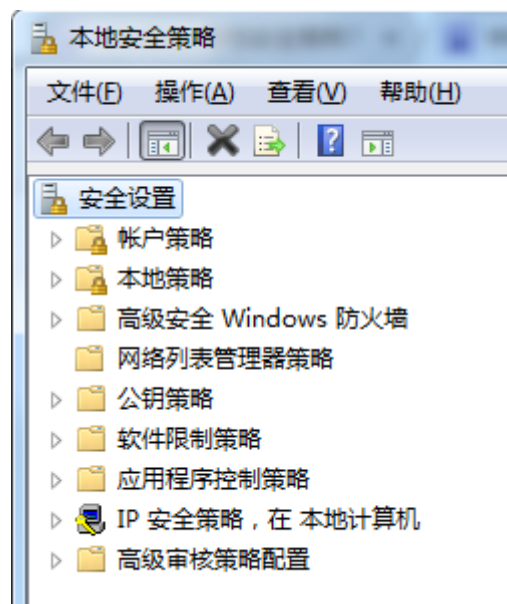 本地安全策略
文件(F) 操作(A) 查看(V) 帮助(H)
安全设置
帐户策略
本地策略
高级安全 Windows 防火墙
网络列表管理器策略
公钥策略
软件限制策略
应用程序控制策略
IP 安全策略，在 本地计算机
高级审核策略配置